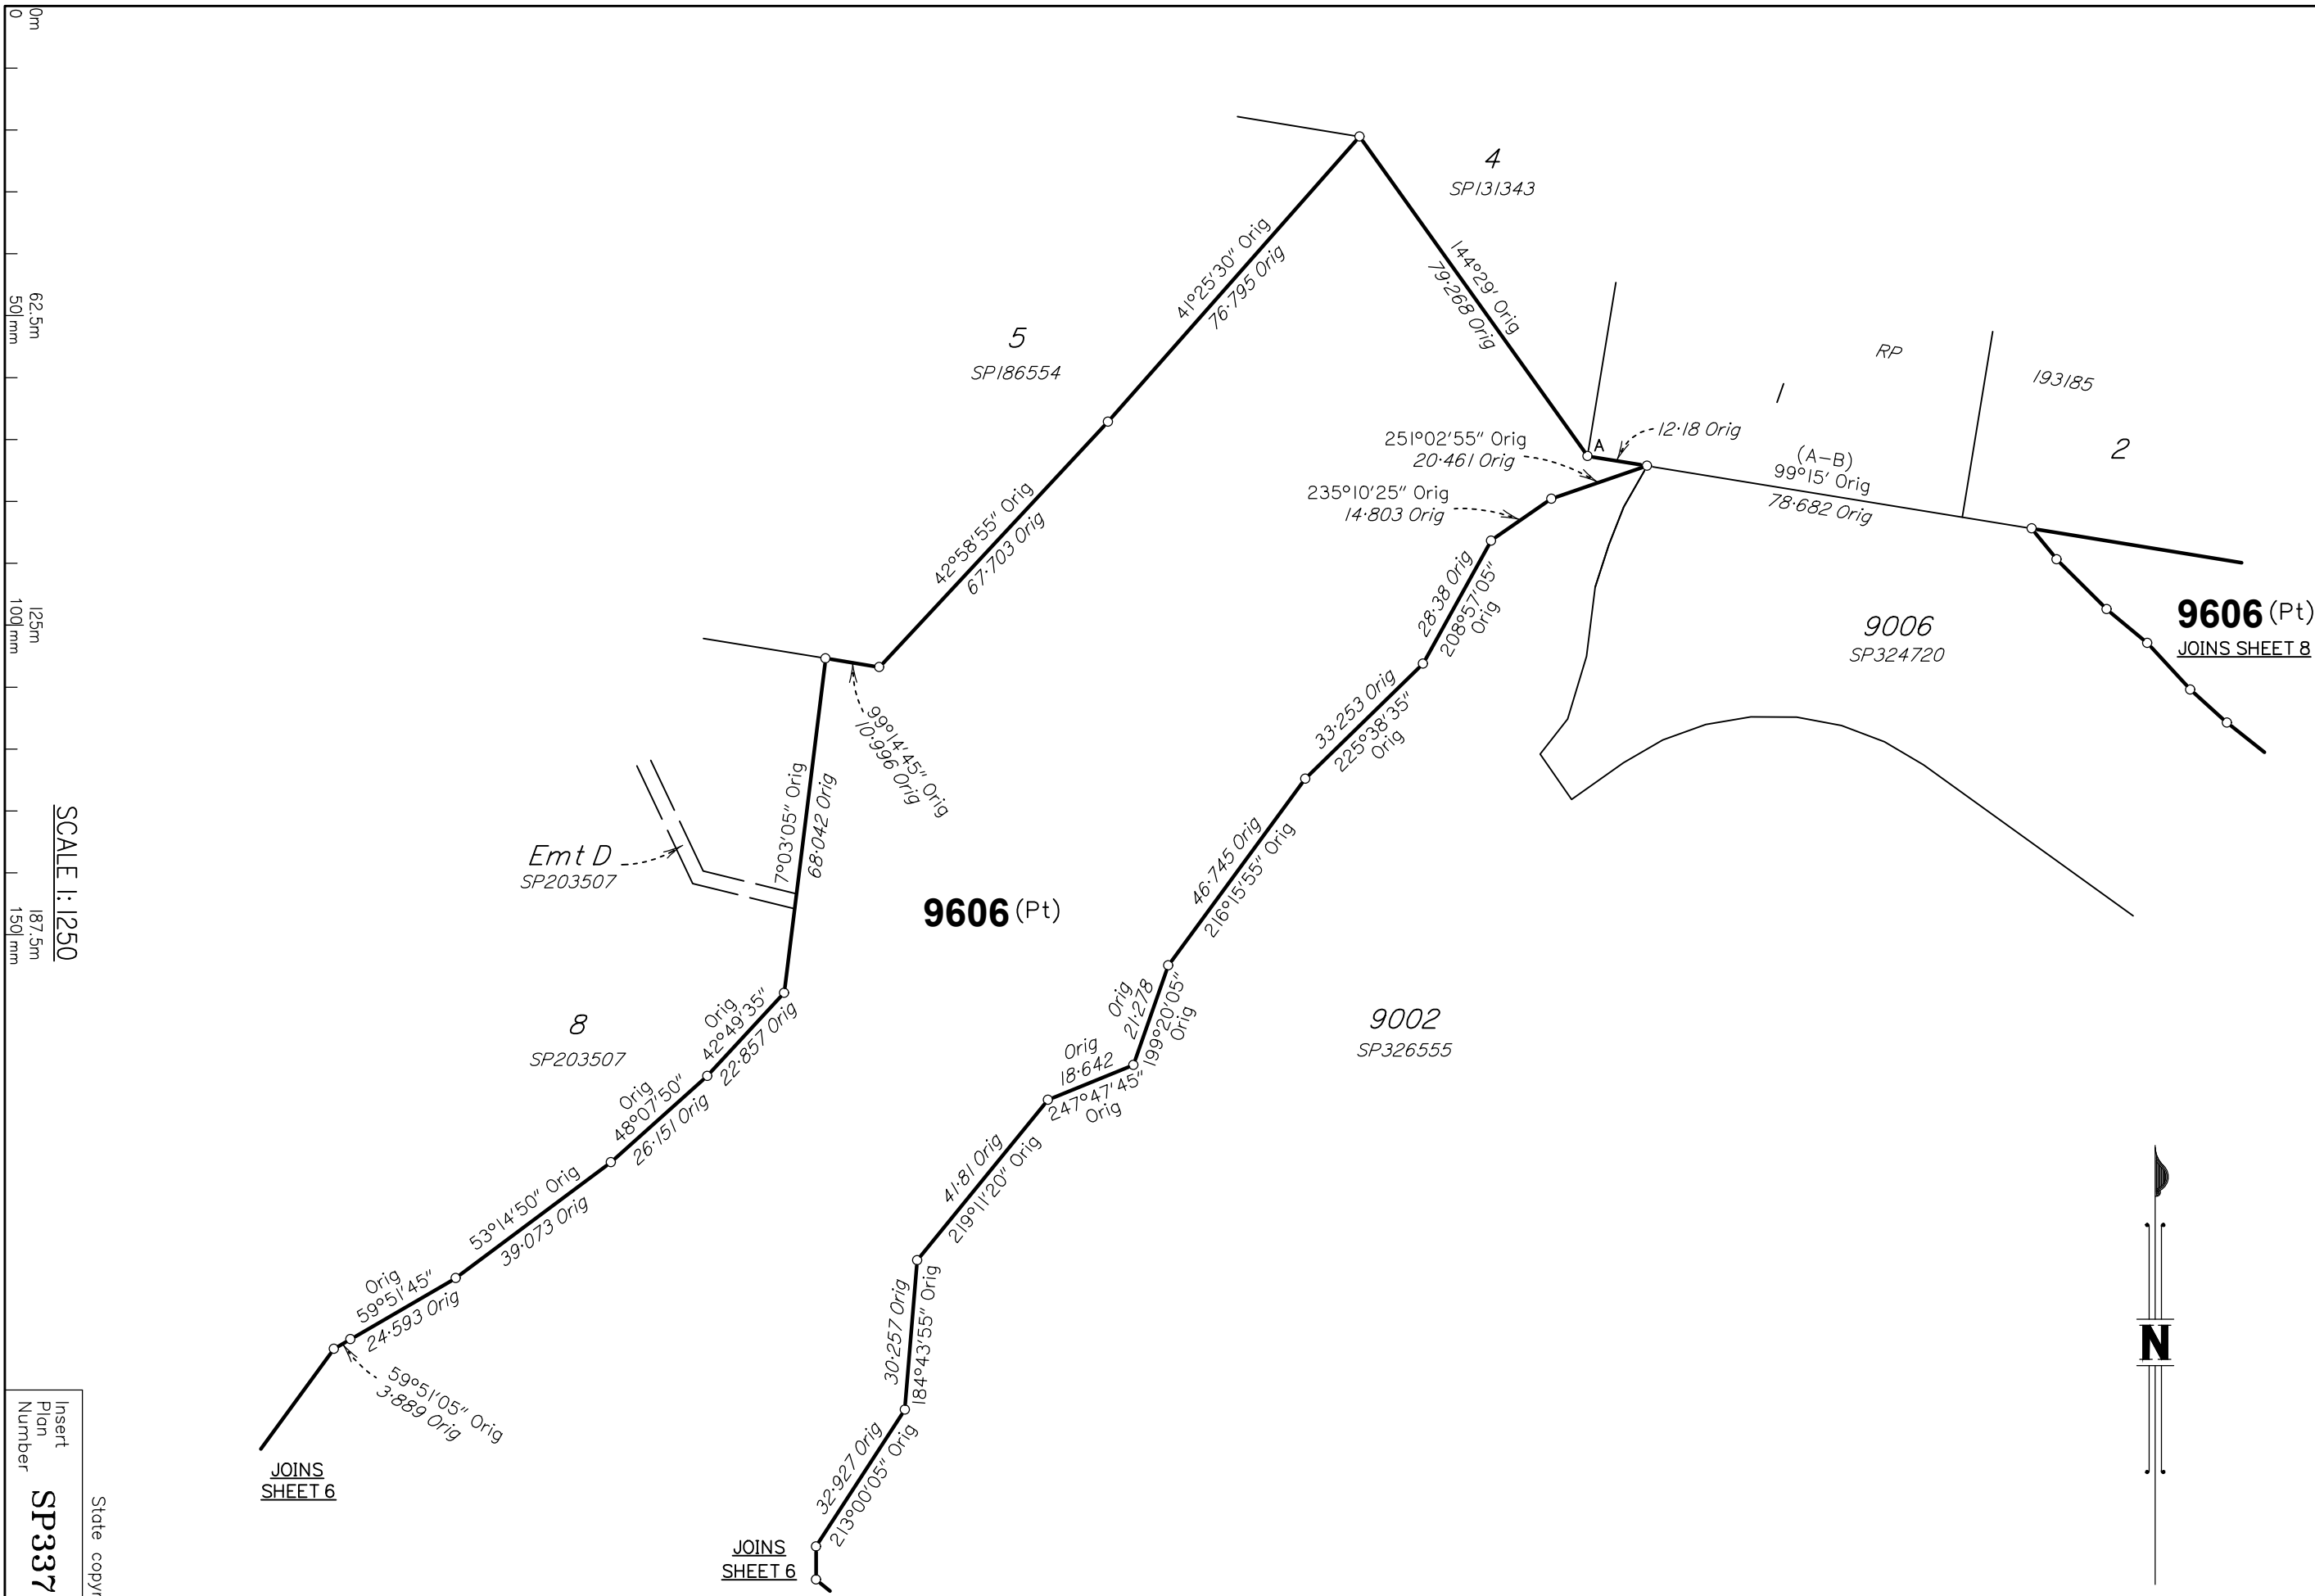 0m
0
62.5m
50 mm
125m
100 mm
187.5m
150 mm
SCALE 1:1250
4
SP131343
144°29' Orig
79·268 Orig
41°25'30" Orig
76·795 Orig
5
SP186554
RP
193185
1
2
A
12·18 Orig
251°02'55" Orig
20·461 Orig
(A-B)
99°15' Orig
78·682 Orig
235°10'25" Orig
14·803 Orig
42°58'55" Orig
67·703 Orig
28·38 Orig
208°57'05"
Orig
9606 (Pt)
JOINS SHEET 8
9006
SP324720
33·253 Orig
225°38'35"
Orig
99°14'45" Orig
10·996 Orig
7°03'05" Orig
68·042 Orig
Emt D
SP203507
46·745 Orig
216°15'55" Orig
9606 (Pt)
8
SP203507
Orig
42°49'35"
22·857 Orig
Orig
21·278
199°20'05"
Orig
9002
SP326555
Orig
18·642
247°47'45"
Orig
Orig
48°07'50"
26·151 Orig
41·81 Orig
219°11'20" Orig
53°14'50" Orig
39·073 Orig
Orig
59°51'45"
24·593 Orig
30·257 Orig
184°43'55" Orig
59°51'05" Orig
3·889 Orig
32·927 Orig
213°00'05" Orig
JOINS
SHEET 6
JOINS
SHEET 6
N
Insert
Plan
Number
SP337
State